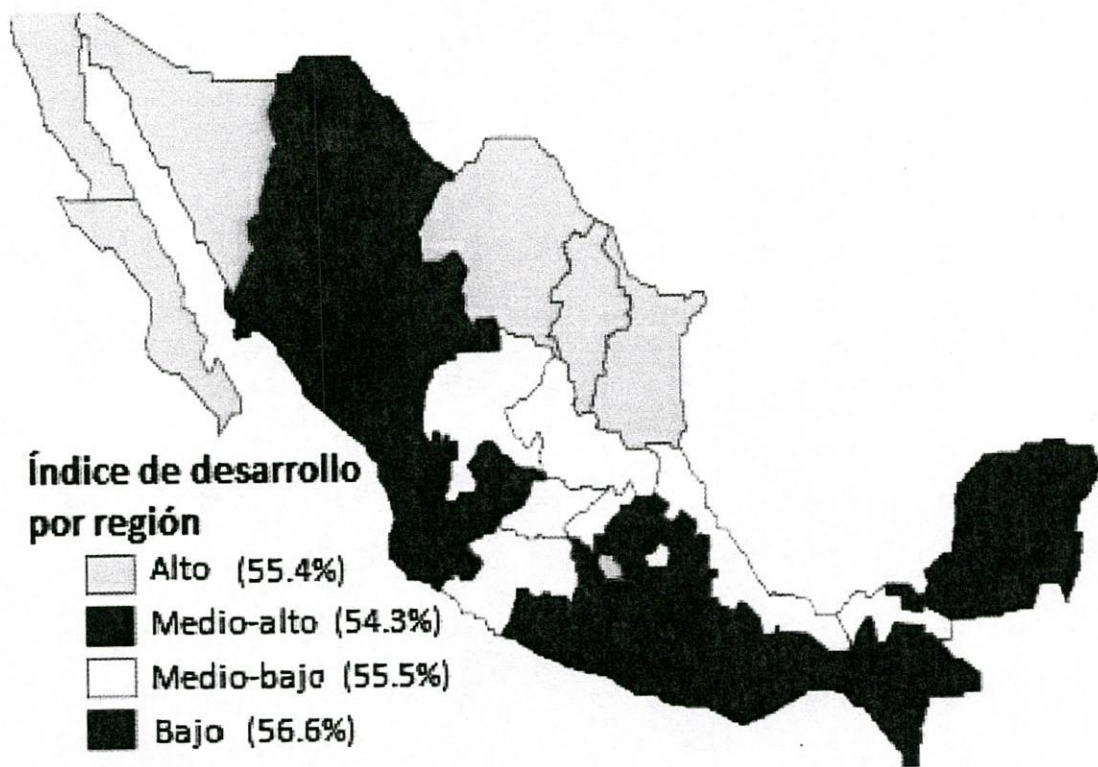 Índice de desarrollo
por región
Alto (55.4%)
Medio-alto (54.3%)
Medio-bajo (55.5%)
Bajo (56.6%)